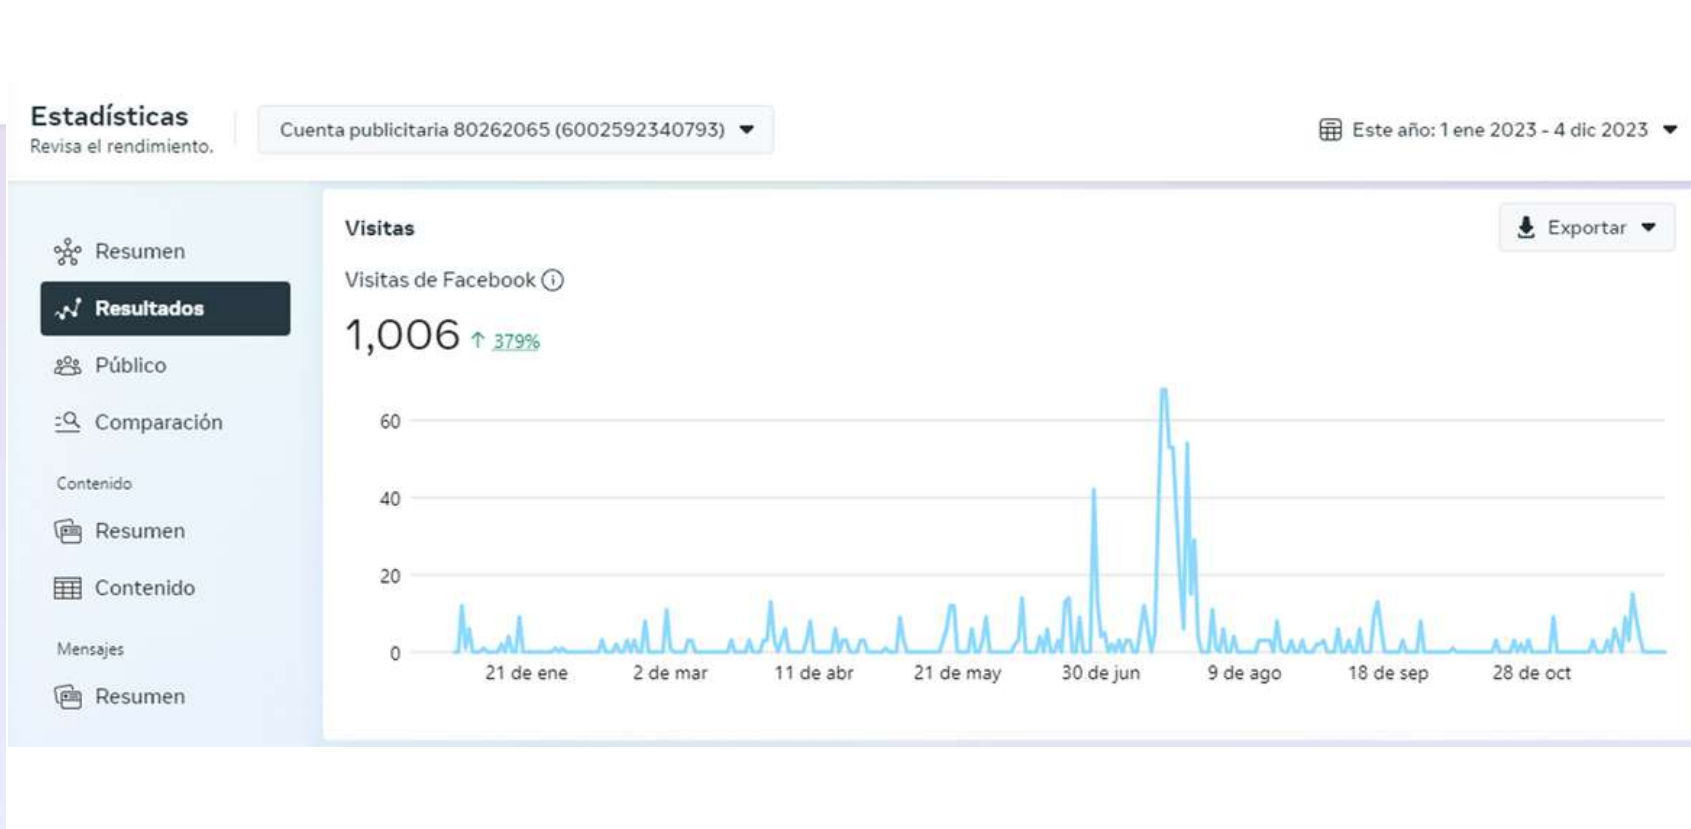 Estadísticas
Revisa el rendimiento.
Cuenta publicitaria 80262065 (6002592340793)
Este año: 1 ene 2023 - 4 dic 2023
Resumen
Resultados
Público
Comparación
Contenido
Resumen
Contenido
Mensajes
Resumen
Visitas
Exportar
Visitas de Facebook
1,006 ↑ 379%
60
40
20
0
21 de ene 2 de mar 11 de abr 21 de may 30 de jun 9 de ago 18 de sep 28 de oct